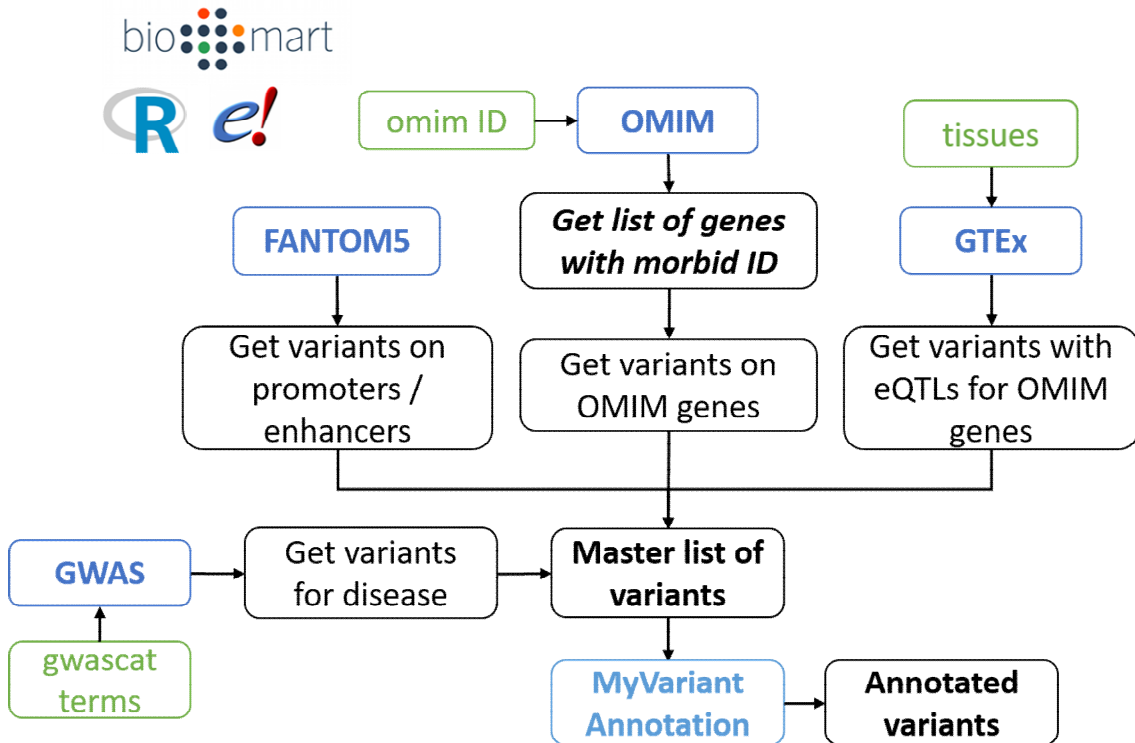 bio mart
R e!
omim ID
OMIM
tissues
Get list of genes
with morbid ID
FANTOM5
GTEx
Get variants on
promoters /
enhancers
Get variants on
OMIM genes
Get variants with
eQTLs for OMIM
genes
GWAS
Get variants
for disease
Master list of
variants
gwascat
terms
MyVariant
Annotation
Annotated
variants